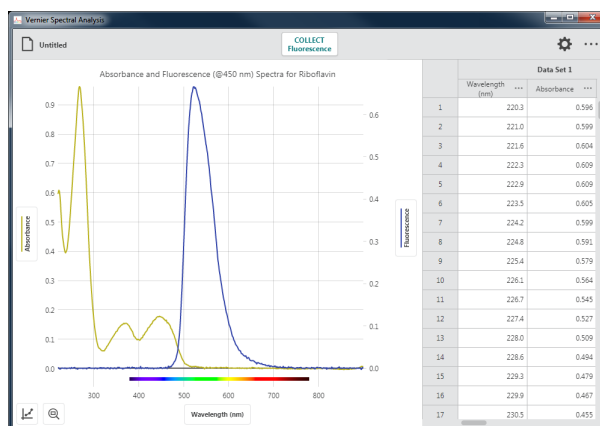 Vernier Spectral Analysis
Untitled
COLLECT
Fluorescence
Absorbance and Fluorescence (@450 nm) Spectra for Riboflavin
0.9
0.8
0.7
0.6
0.5
0.4
0.3
0.2
0.1
0.0
Absorbance
0.6
0.5
0.4
0.3
0.2
0.1
0.0
Fluorescence
300 400 500 600 700 800
Wavelength (nm)
Data Set 1
Wavelength (nm) Absorbance
1 220.3 0.596
2 221.0 0.599
3 221.6 0.604
4 222.3 0.609
5 222.9 0.609
6 223.5 0.605
7 224.2 0.599
8 224.8 0.591
9 225.4 0.579
10 226.1 0.564
11 226.7 0.545
12 227.4 0.527
13 228.0 0.509
14 228.6 0.494
15 229.3 0.479
16 229.9 0.467
17 230.5 0.455